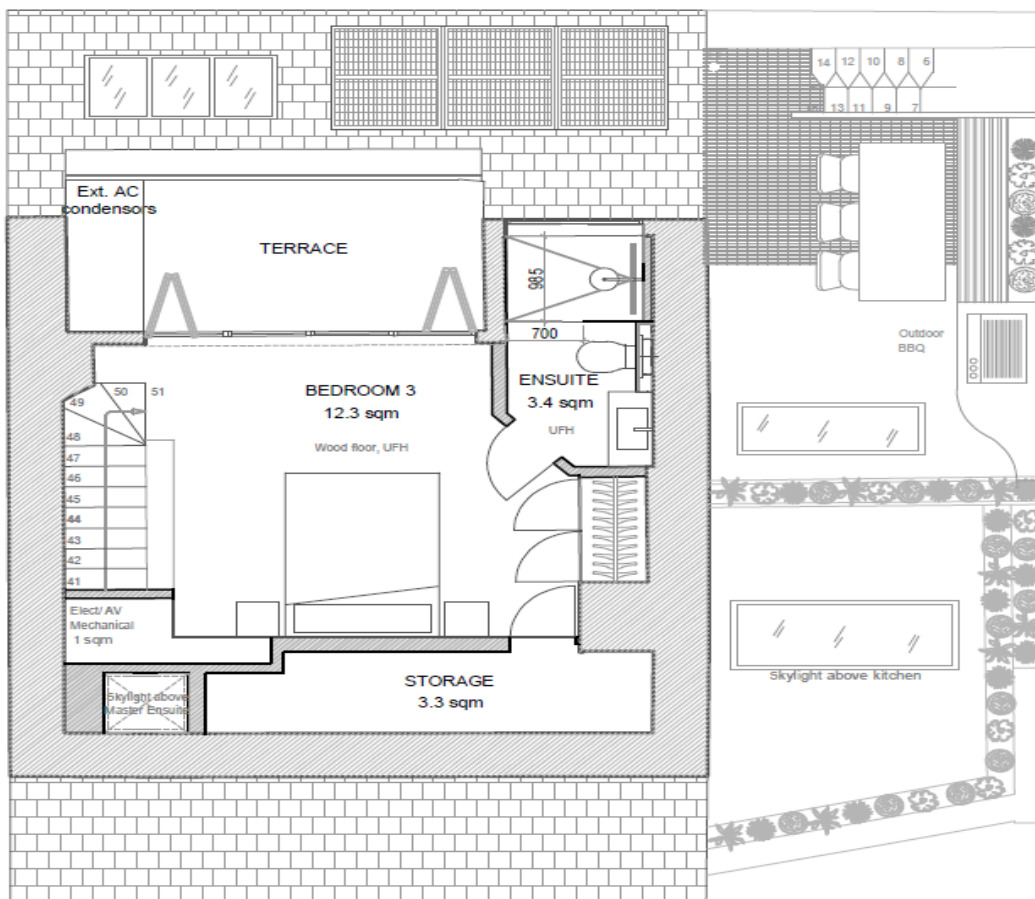 14 12 10 8 6
13 11 9 7
Ext. AC
condensors
TERRACE
985
700
Outdoor
BBQ
ENSUITE
3.4 sqm
UFH
BEDROOM 3
12.3 sqm
Wood floor, UFH
51
50
49
48
47
46
45
44
43
42
41
Elect/ AV
Mechanical
1 sqm
Skylight above
Master Ensuite
STORAGE
3.3 sqm
Skylight above kitchen